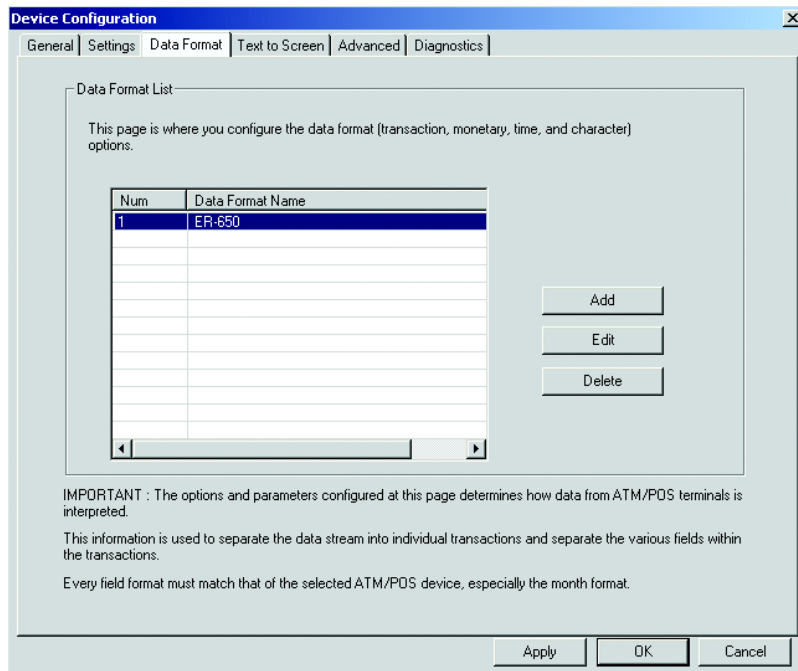 Device Configuration
General Settings Data Format Text to Screen Advanced Diagnostics
Data Format List
This page is where you configure the data format (transaction, monetary, time, and character)
options.
Num Data Format Name
1 ER-650
Add
Edit
Delete
IMPORTANT : The options and parameters configured at this page determines how data from ATM/POS terminals is
interpreted.
This information is used to separate the data stream into individual transactions and separate the various fields within
the transactions.
Every field format must match that of the selected ATM/POS device, especially the month format.
Apply OK Cancel